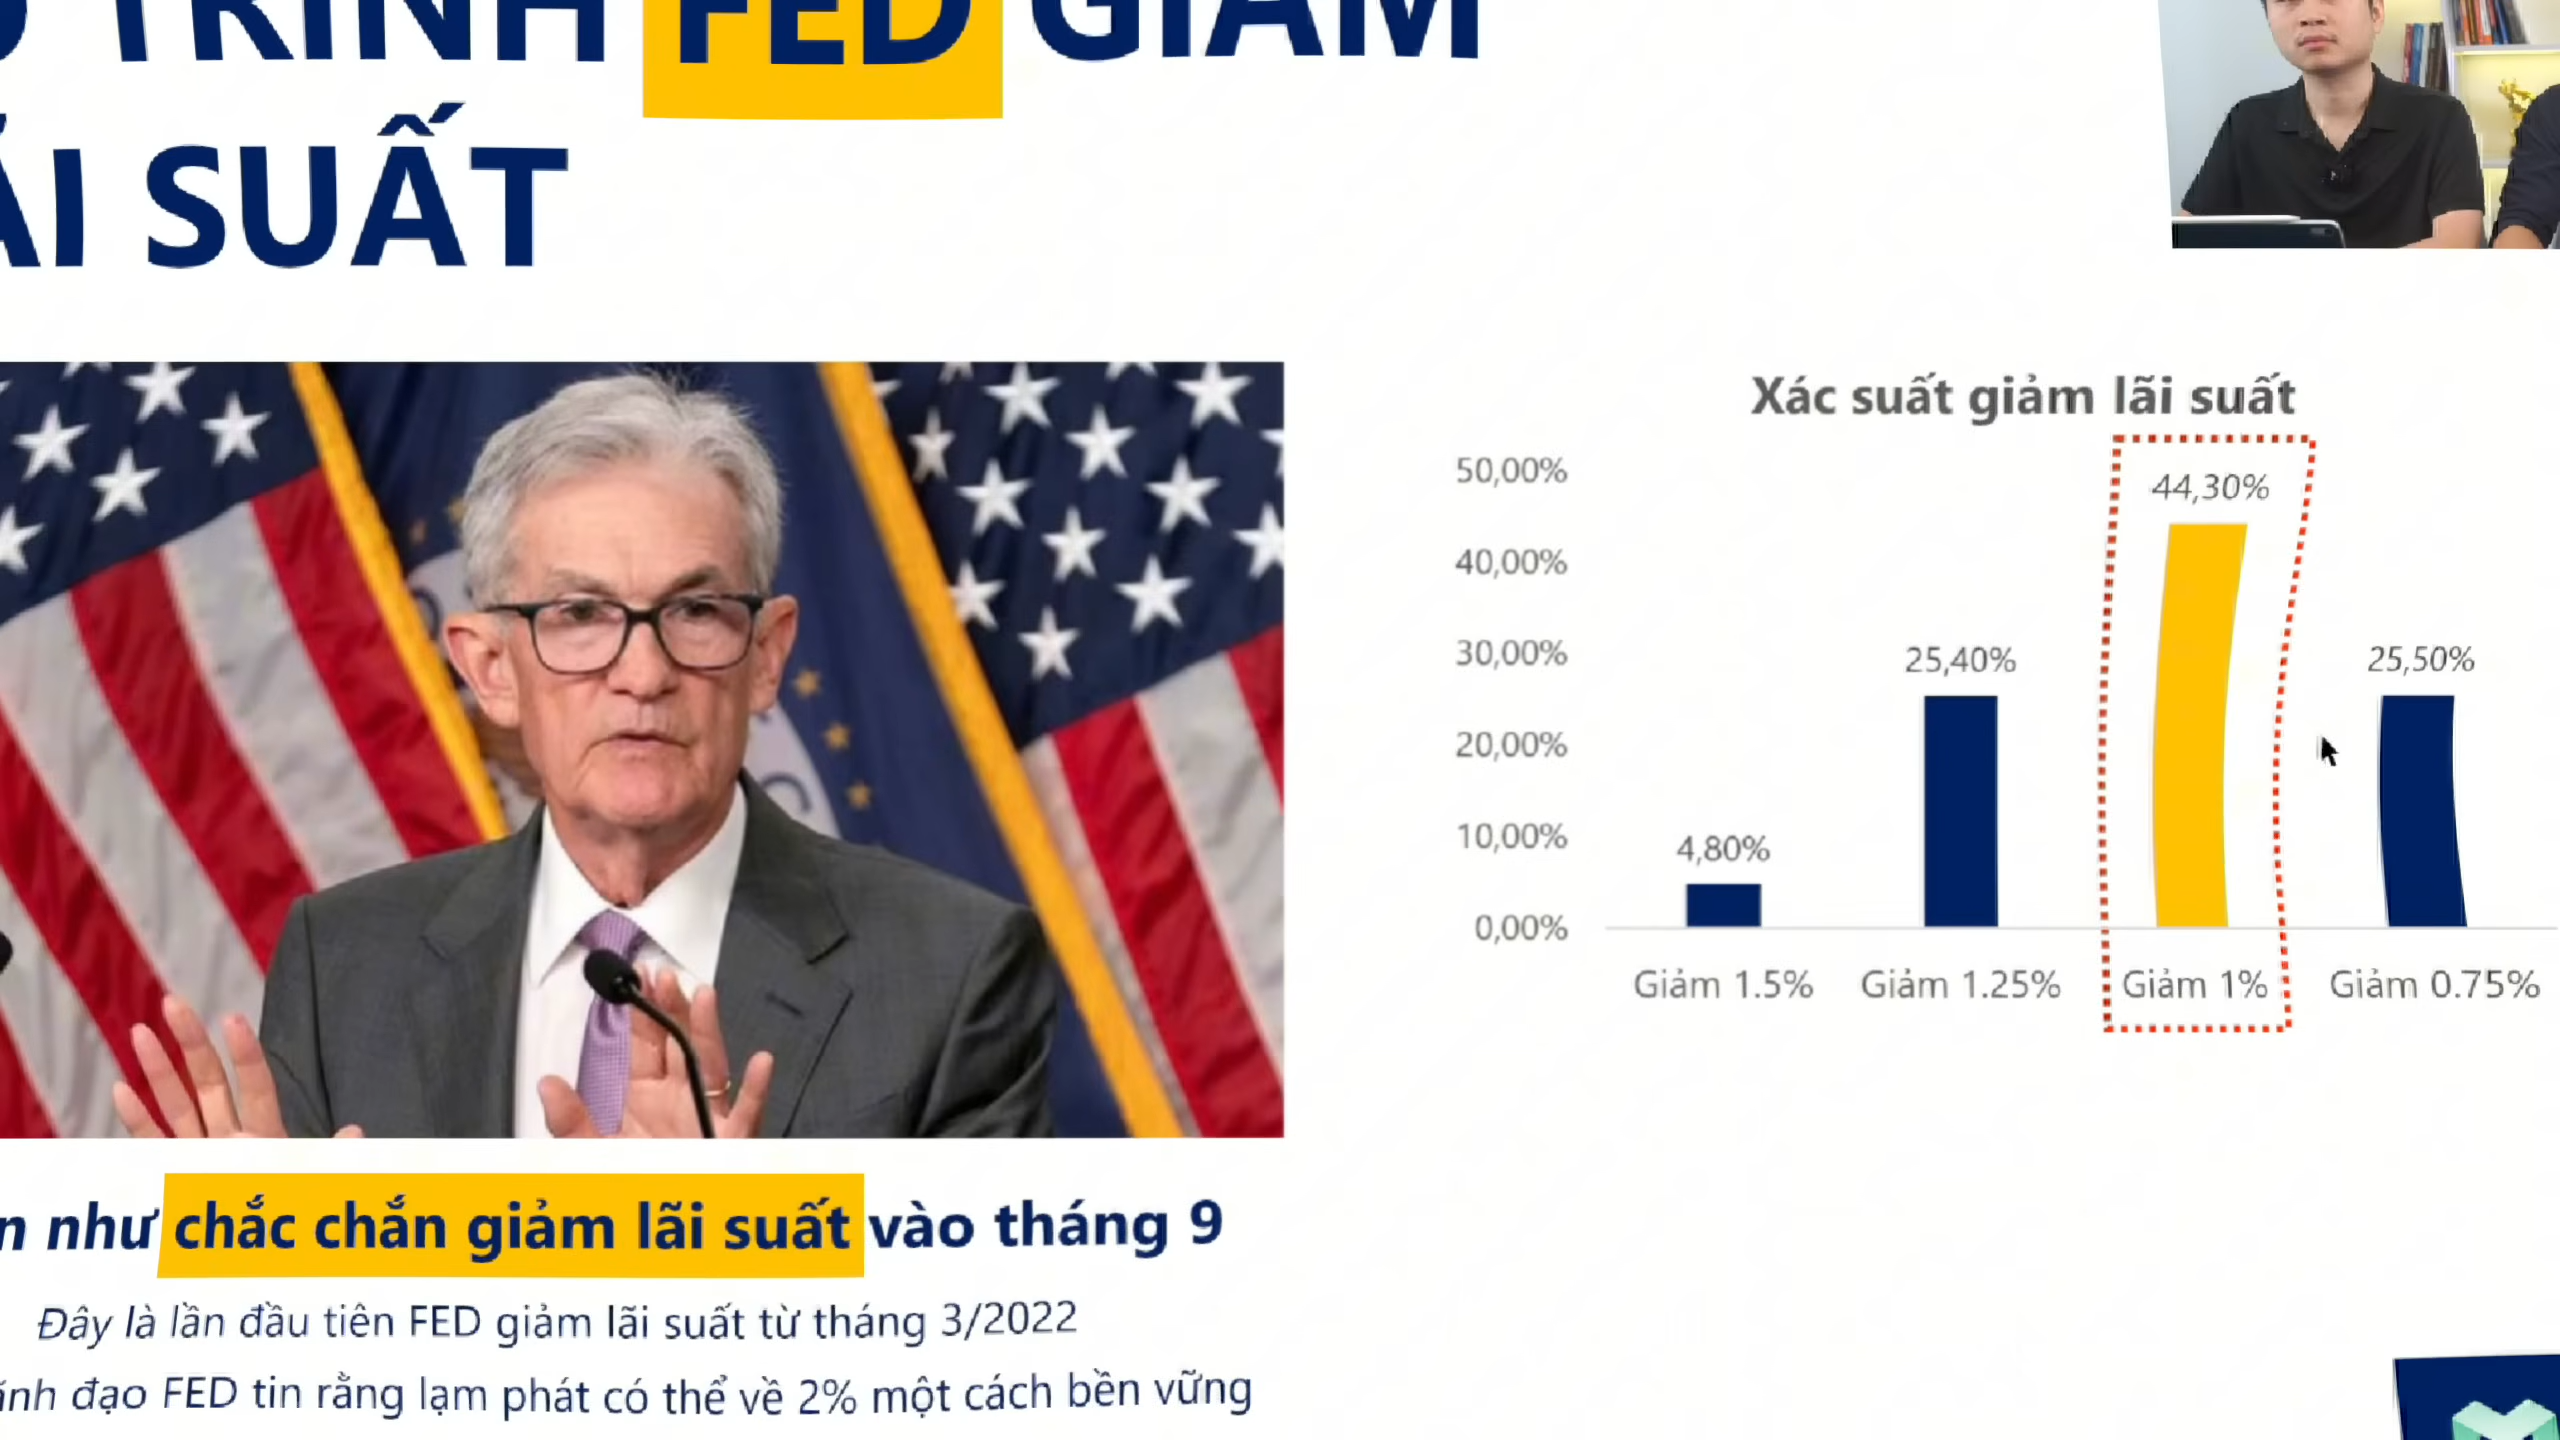 TRÌNH FED GIẢM
ÃI SUẤT
Xác suất giảm lãi suất
50,00%
40,00%
30,00%
20,00%
10,00%
0,00%
4,80%
25,40%
44,30%
25,50%
Giảm 1.5% Giảm 1.25% Giảm 1% Giảm 0.75%
n như chắc chắn giảm lãi suất vào tháng 9
Đây là lần đầu tiên FED giảm lãi suất từ tháng 3/2022
ãnh đạo FED tin rằng lạm phát có thể về 2% một cách bền vững